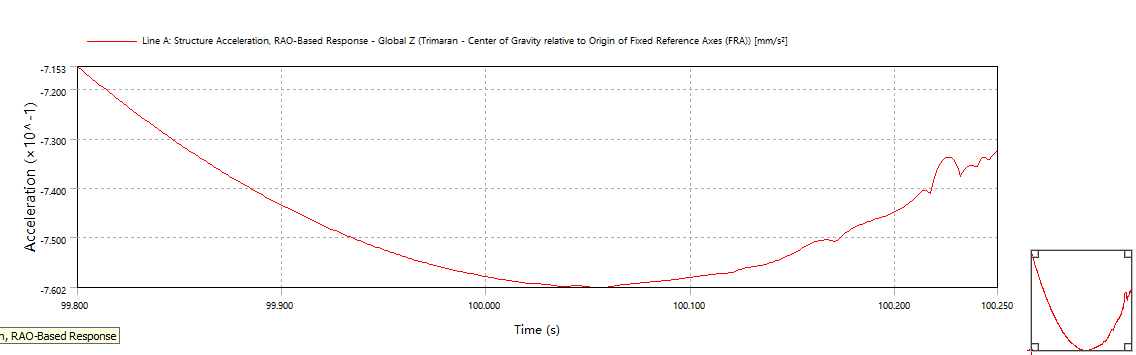 Line A: Structure Acceleration, RAO-Based Response - Global Z (Trimaran - Center of Gravity relative to Origin of Fixed Reference Axes (FRA)) [mm/s²]
Acceleration (×10^-1)
-7.153
-7.200
-7.300
-7.400
-7.500
-7.602
99.800 99.900 100.000 100.100 100.200 100.250
Time (s)
n, RAO-Based Response